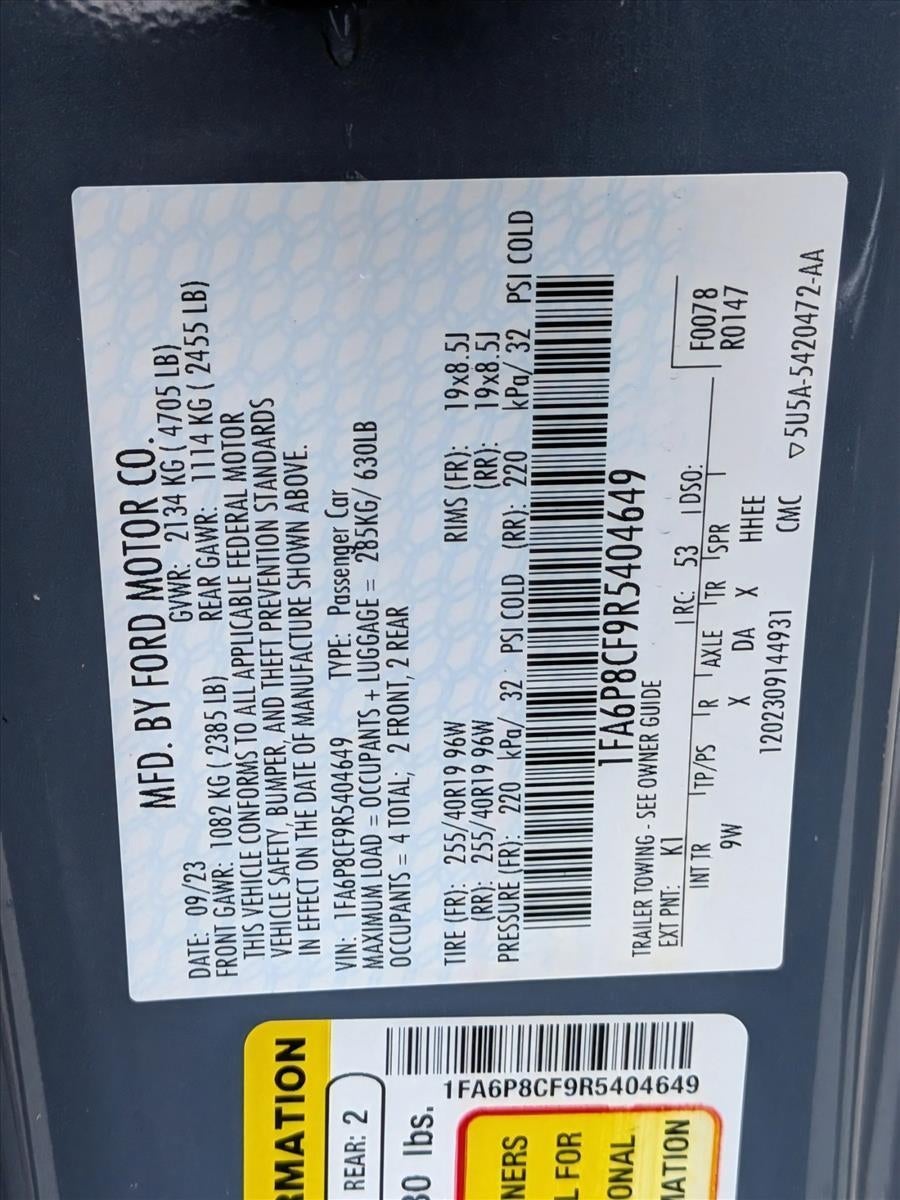 MFD. BY FORD MOTOR CO.
DATE: 09/23 GVWR: 2134 KG ( 4705 LB)
FRONT GAWR: 1082 KG ( 2385 LB) REAR GAWR: 1114 KG ( 2455 LB)
THIS VEHICLE CONFORMS TO ALL APPLICABLE FEDERAL MOTOR
VEHICLE SAFETY, BUMPER, AND THEFT PREVENTION STANDARDS
IN EFFECT ON THE DATE OF MANUFACTURE SHOWN ABOVE.
VIN: 1FA6P8CF9R5404649 TYPE: Passenger Car
MAXIMUM LOAD = OCCUPANTS + LUGGAGE = 285KG/ 630LB
OCCUPANTS = 4 TOTAL; 2 FRONT, 2 REAR
TIRE (FR): 255/40R19 96W RIMS (FR): 19x8.5J
(RR): 255/40R19 96W (RR): 19x8.5J
PRESSURE (FR): 220 kPa/ 32 PSI COLD (RR): 220 kPa/ 32 PSI COLD
1FA6P8CF9R5404649
TRAILER TOWING - SEE OWNER GUIDE
EXT PNT: K1 RC: 53 DSO: F0078
INT TR TP/PS R AXLE TR SPR R0147
9W X DA X HHEE
1202309144931 CMC ▽5U5A-5420472-AA
RMATION
REAR: 2
30 lbs.
1FA6P8CF9R5404649
NERS
L FOR
ONAL
MATION